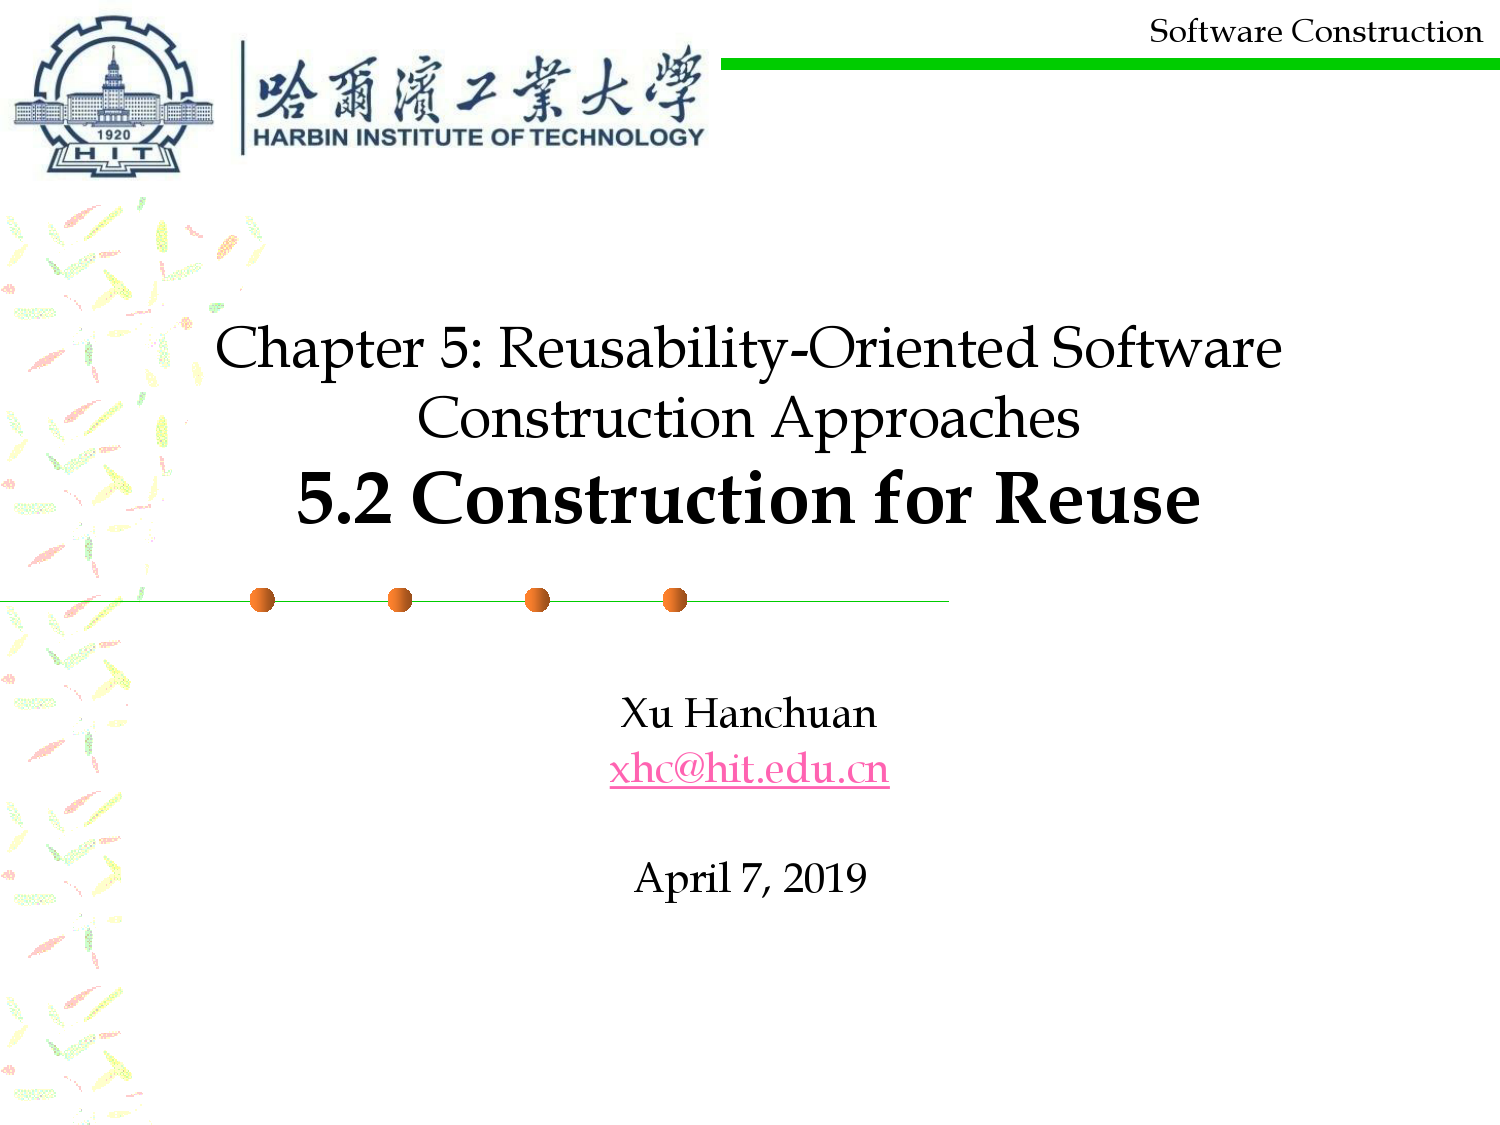 Software Construction
哈爾濱工業大學
HARBIN INSTITUTE OF TECHNOLOGY
1920
HIT
Chapter 5: Reusability-Oriented Software
Construction Approaches
5.2 Construction for Reuse
Xu Hanchuan
xhc@hit.edu.cn
April 7, 2019